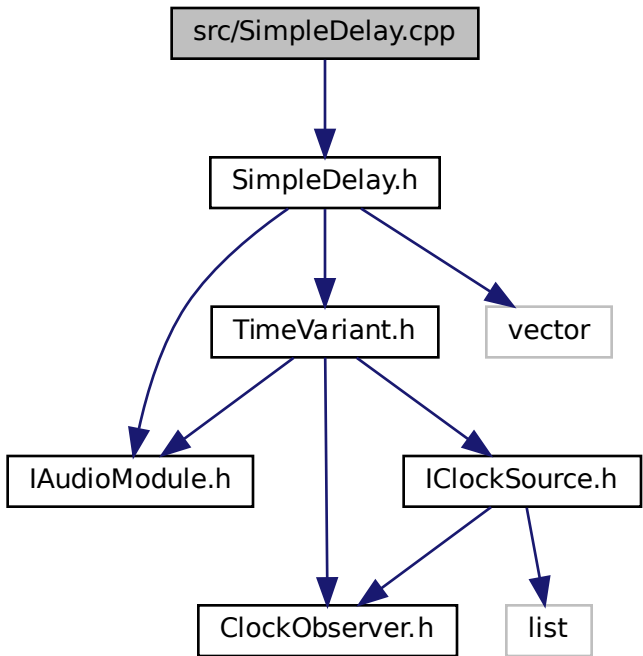 src/SimpleDelay.cpp
SimpleDelay.h
TimeVariant.h
vector
IAudioModule.h
IClockSource.h
ClockObserver.h
list